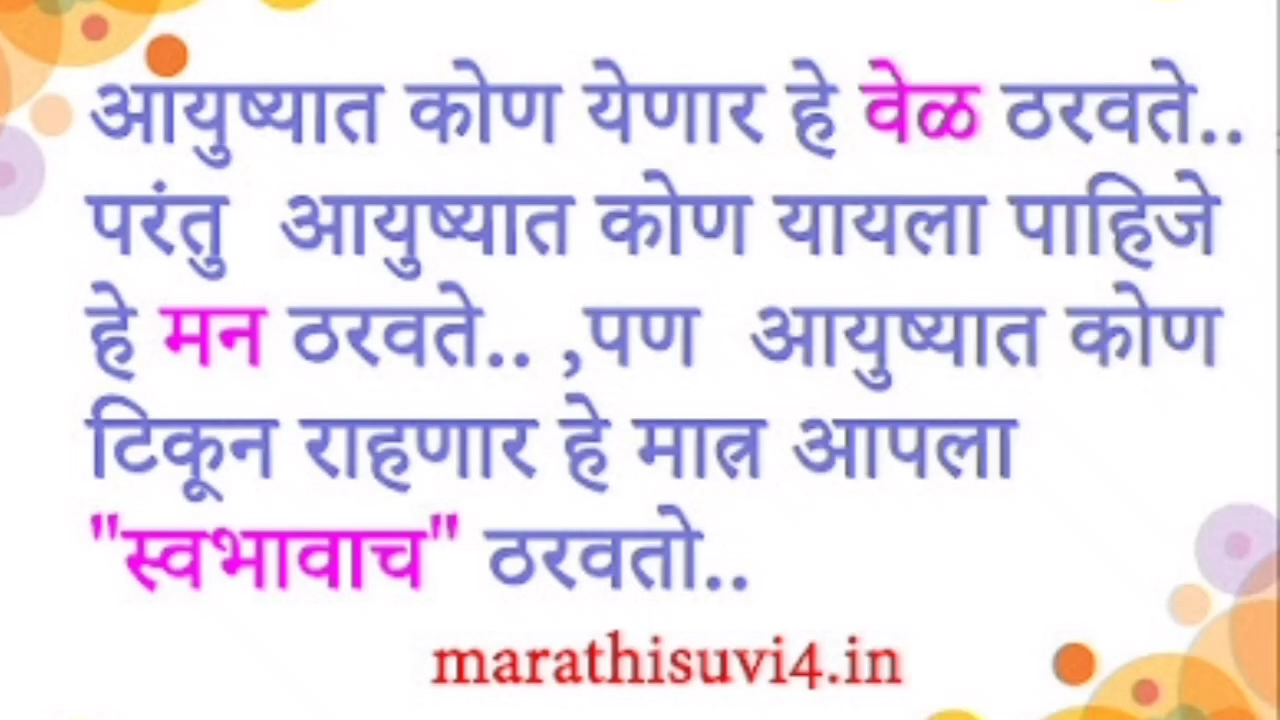 आयुष्यात कोण येणार हे वेळ ठरवते..
परंतु आयुष्यात कोण यायला पाहिजे
हे मन ठरवते.. ,पण आयुष्यात कोण
टिकून राहणार हे मात्र आपला
"स्वभावाच" ठरवतो..
marathisuvi4.in